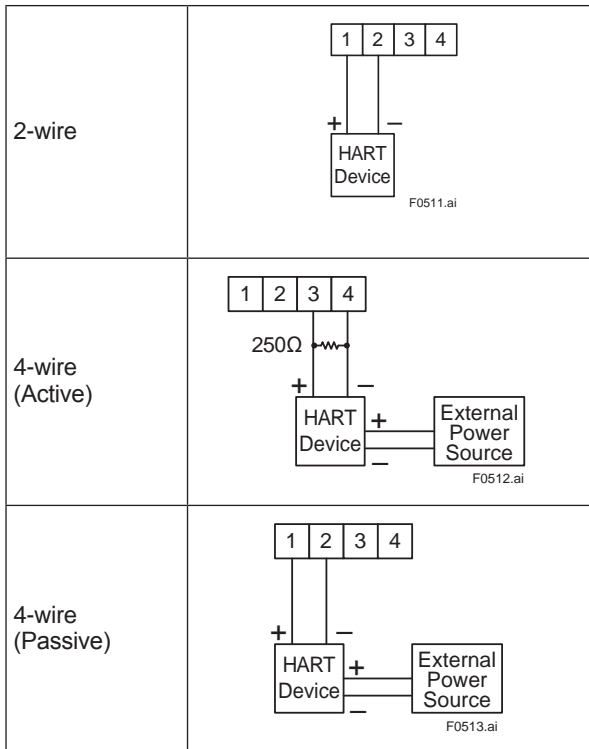 2-wire
1 2 3 4
+ –
HART
Device
F0511.ai
4-wire
(Active)
1 2 3 4
250Ω
+ –
HART
Device
+
–
External
Power
Source
F0512.ai
4-wire
(Passive)
1 2 3 4
+ –
HART
Device
+
–
External
Power
Source
F0513.ai